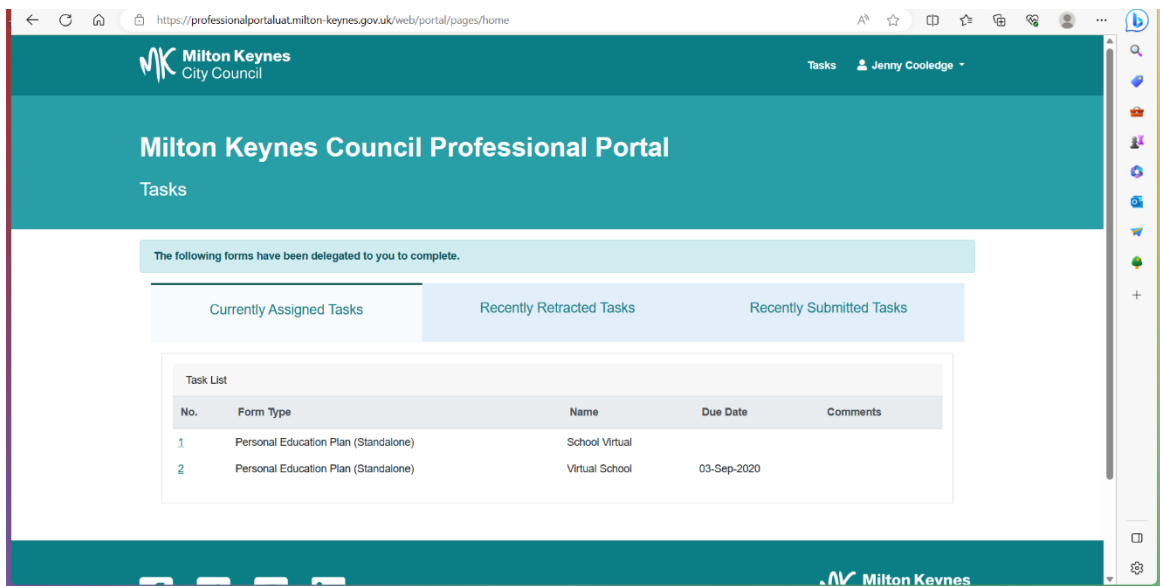 https://professionalportaluat.milton-keynes.gov.uk/web/portal/pages/home
Milton Keynes
City Council
Tasks Jenny Cooledge
Milton Keynes Council Professional Portal
Tasks
The following forms have been delegated to you to complete.
Currently Assigned Tasks Recently Retracted Tasks Recently Submitted Tasks
Task List
No. Form Type Name Due Date Comments
1 Personal Education Plan (Standalone) School Virtual
2 Personal Education Plan (Standalone) Virtual School 03-Sep-2020
Milton Keynes